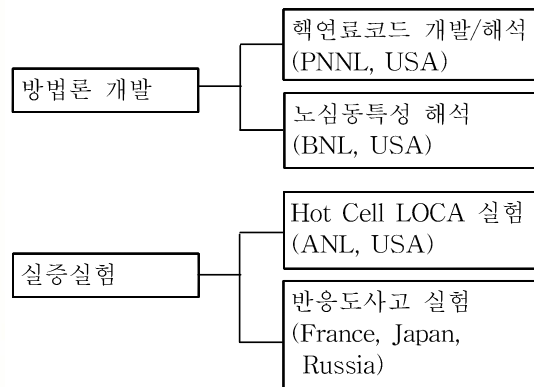 방법론 개발
핵연료코드 개발/해석
(PNNL, USA)
노심동특성 해석
(BNL, USA)
실증실험
Hot Cell LOCA 실험
(ANL, USA)
반응도사고 실험
(France, Japan,
Russia)